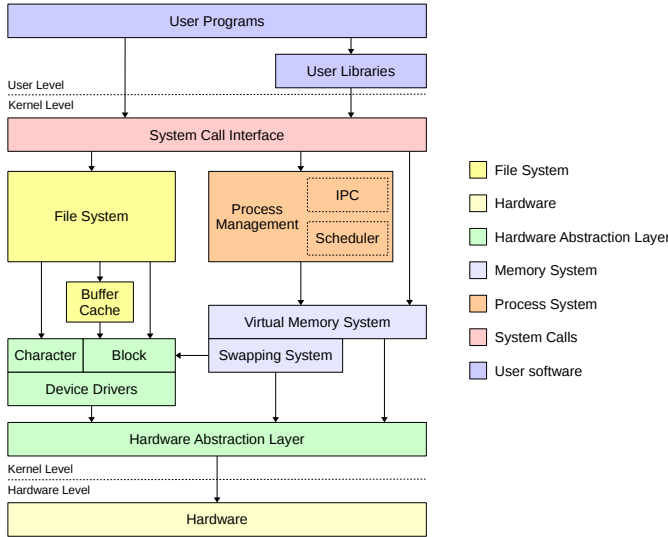 User Programs
User Libraries
User Level
Kernel Level
System Call Interface
File System
Process
Management
IPC
Scheduler
Buffer
Cache
Virtual Memory System
Character
Block
Swapping System
Device Drivers
Hardware Abstraction Layer
Kernel Level
Hardware Level
Hardware
File System
Hardware
Hardware Abstraction Layer
Memory System
Process System
System Calls
User software